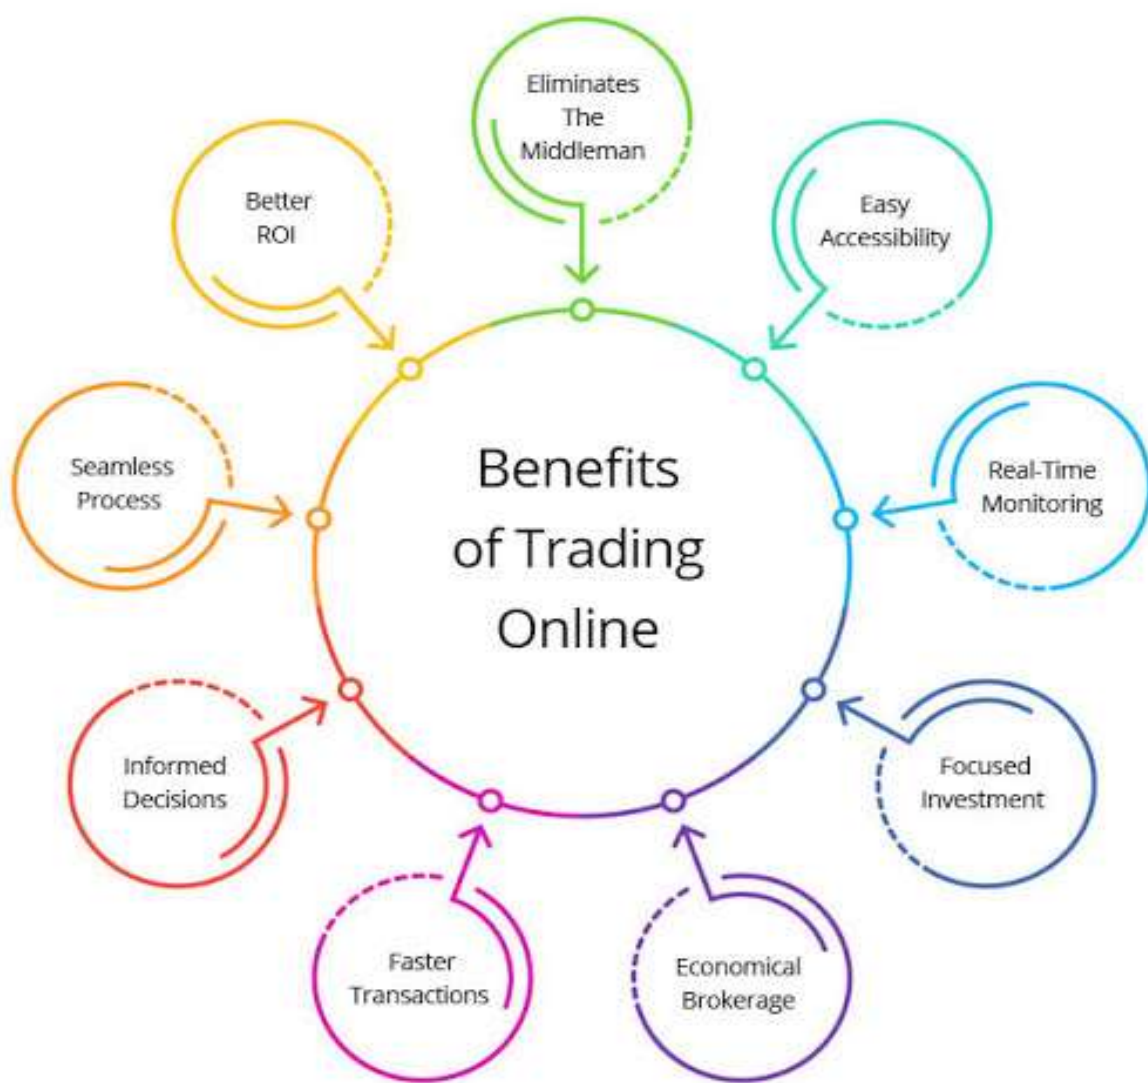 Eliminates
The
Middleman
Easy
Accessibility
Real-Time
Monitoring
Focused
Investment
Economical
Brokerage
Faster
Transactions
Informed
Decisions
Seamless
Process
Better
ROI
Benefits
of Trading
Online